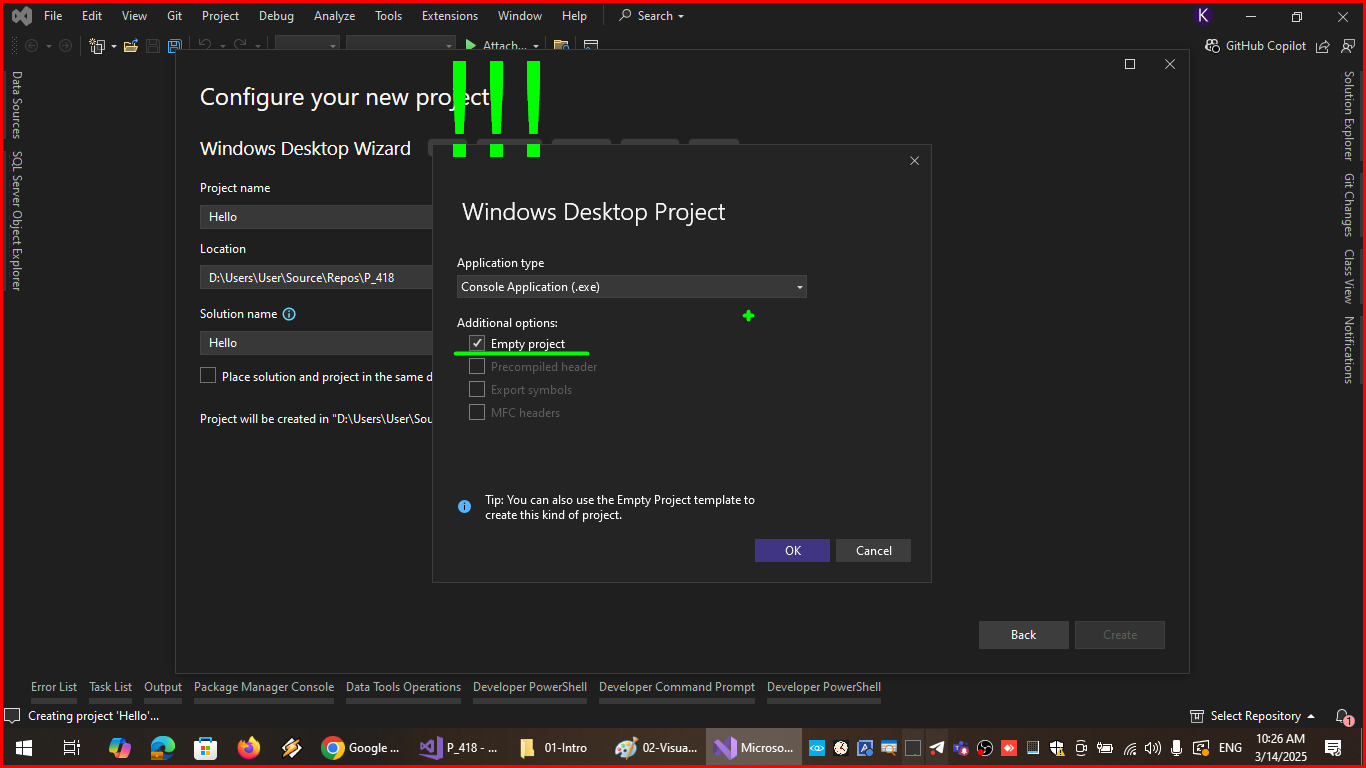 File Edit View Git Project Debug Analyze Tools Extensions Window Help Search K
Attach... GitHub Copilot
!!!
Configure your new project
Windows Desktop Wizard
Project name
Hello
Location
D:\Users\User\Source\Repos\P_418
Solution name
Hello
Place solution and project in the same d
Project will be created in "D:\Users\User\Sou
Windows Desktop Project
Application type
Console Application (.exe)
Additional options:
Empty project
Precompiled header
Export symbols
MFC headers
Tip: You can also use the Empty Project template to
create this kind of project.
OK Cancel
Back Create
Data Sources
SQL Server Object Explorer
Solution Explorer
Git Changes
Class View
Notifications
Error List Task List Output Package Manager Console Data Tools Operations Developer PowerShell Developer Command Prompt Developer PowerShell
Creating project 'Hello'... Select Repository 1
Google ... P_418 - ... 01-Intro 02-Visua... Microso... ENG 10:26 AM
3/14/2025